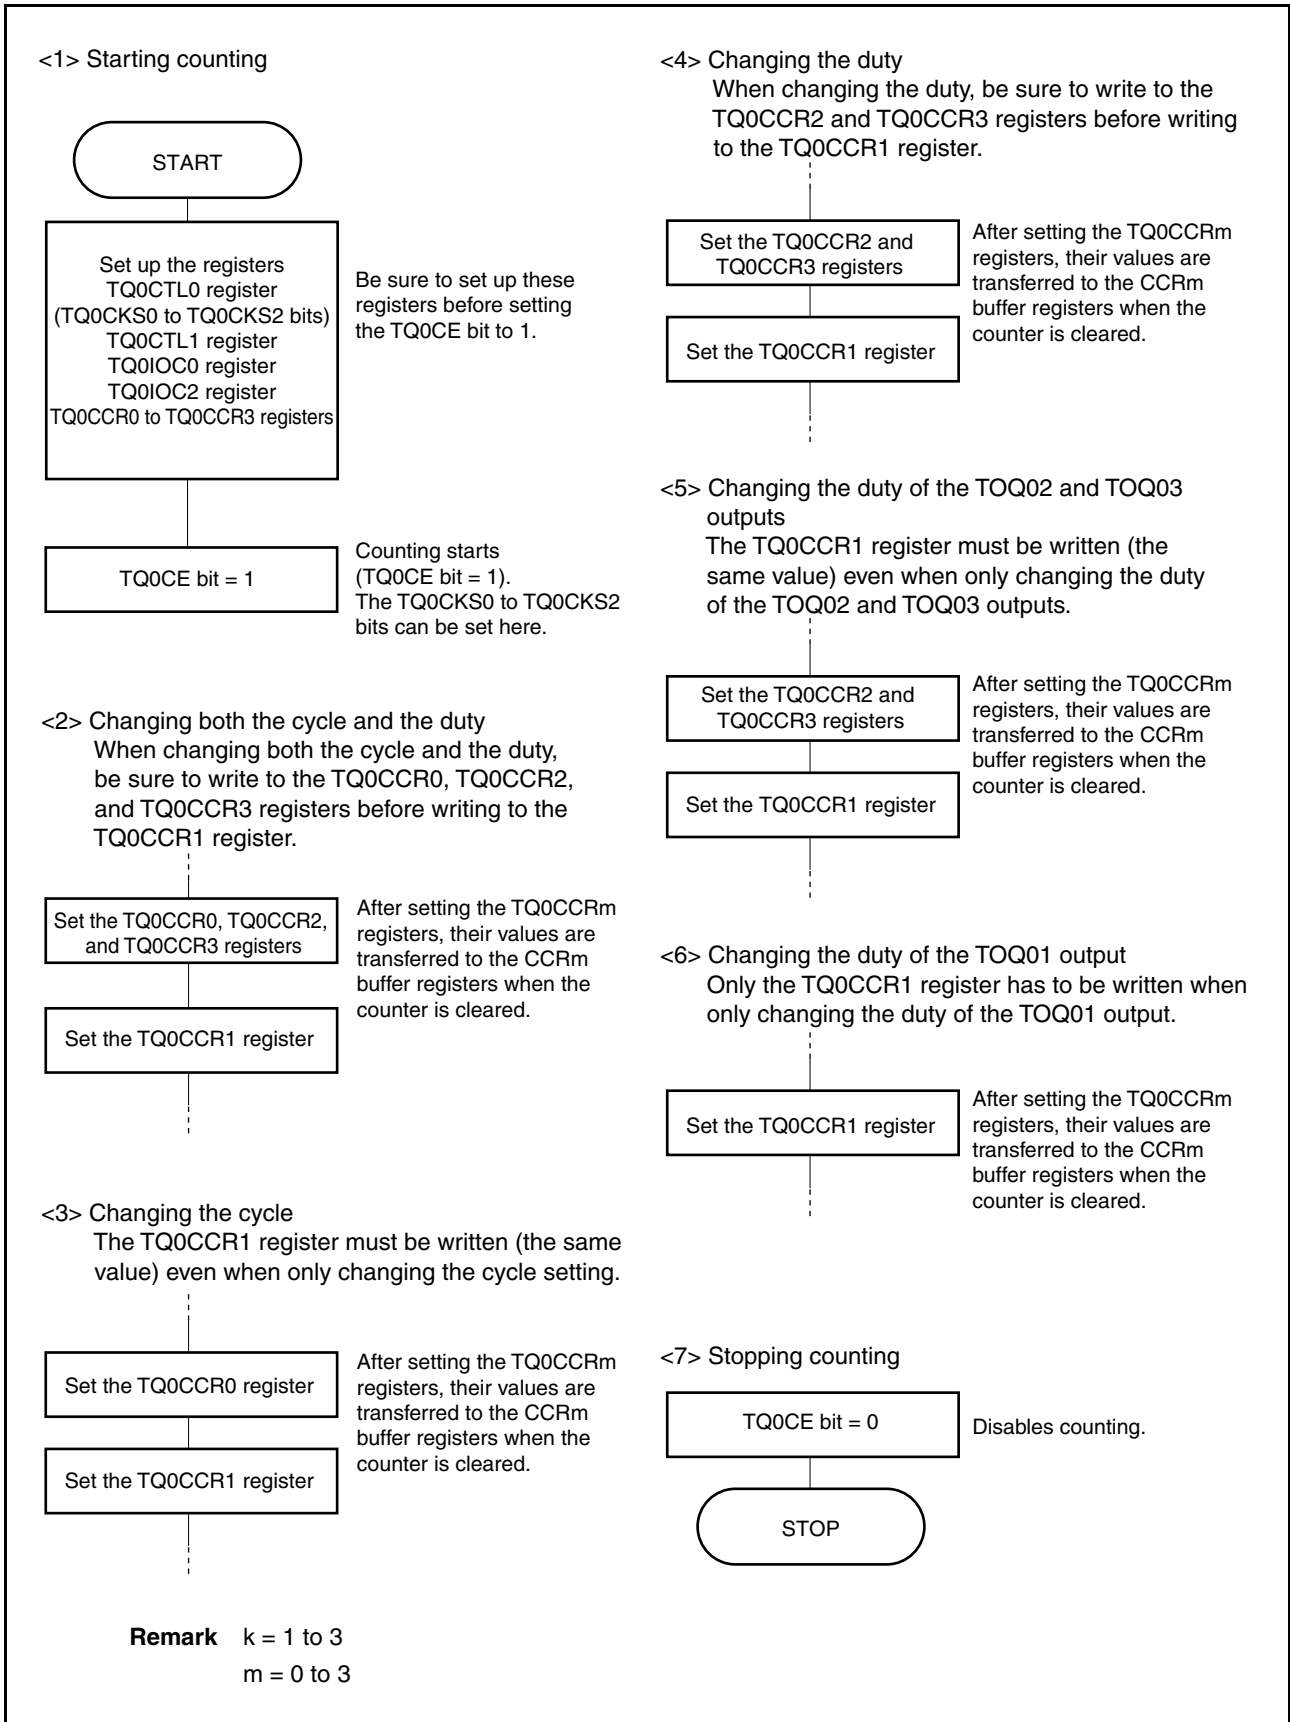 <1> Starting counting
START
Set up the registers
TQ0CTL0 register
(TQ0CKS0 to TQ0CKS2 bits)
TQ0CTL1 register
TQ0IOC0 register
TQ0IOC2 register
TQ0CCR0 to TQ0CCR3 registers
Be sure to set up these
registers before setting
the TQ0CE bit to 1.
TQ0CE bit = 1
Counting starts
(TQ0CE bit = 1).
The TQ0CKS0 to TQ0CKS2
bits can be set here.
<2> Changing both the cycle and the duty
When changing both the cycle and the duty,
be sure to write to the TQ0CCR0, TQ0CCR2,
and TQ0CCR3 registers before writing to the
TQ0CCR1 register.
Set the TQ0CCR0, TQ0CCR2,
and TQ0CCR3 registers
After setting the TQ0CCRm
registers, their values are
transferred to the CCRm
buffer registers when the
counter is cleared.
Set the TQ0CCR1 register
<3> Changing the cycle
The TQ0CCR1 register must be written (the same
value) even when only changing the cycle setting.
Set the TQ0CCR0 register
After setting the TQ0CCRm
registers, their values are
transferred to the CCRm
buffer registers when the
counter is cleared.
Set the TQ0CCR1 register
<4> Changing the duty
When changing the duty, be sure to write to the
TQ0CCR2 and TQ0CCR3 registers before writing
to the TQ0CCR1 register.
Set the TQ0CCR2 and
TQ0CCR3 registers
After setting the TQ0CCRm
registers, their values are
transferred to the CCRm
buffer registers when the
counter is cleared.
Set the TQ0CCR1 register
<5> Changing the duty of the TOQ02 and TOQ03
outputs
The TQ0CCR1 register must be written (the
same value) even when only changing the duty
of the TOQ02 and TOQ03 outputs.
Set the TQ0CCR2 and
TQ0CCR3 registers
After setting the TQ0CCRm
registers, their values are
transferred to the CCRm
buffer registers when the
counter is cleared.
Set the TQ0CCR1 register
<6> Changing the duty of the TOQ01 output
Only the TQ0CCR1 register has to be written when
only changing the duty of the TOQ01 output.
Set the TQ0CCR1 register
After setting the TQ0CCRm
registers, their values are
transferred to the CCRm
buffer registers when the
counter is cleared.
<7> Stopping counting
TQ0CE bit = 0
Disables counting.
STOP
Remark k = 1 to 3
m = 0 to 3